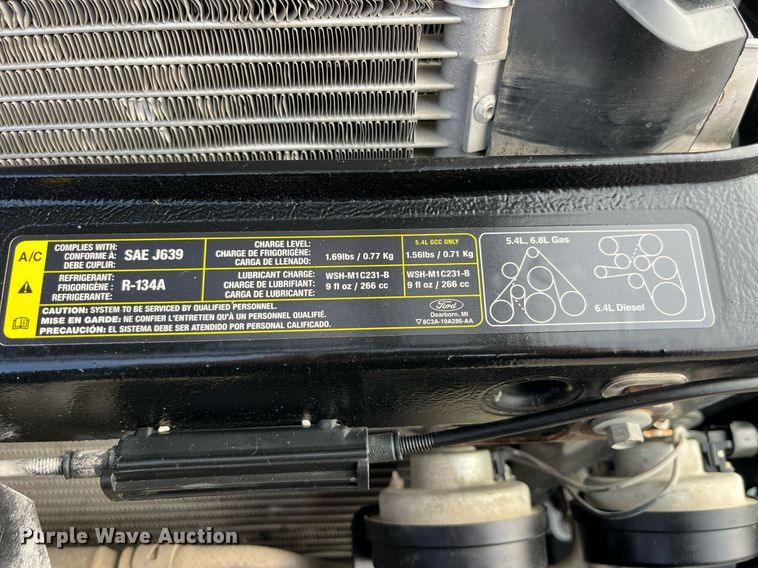 A/C
COMPLIES WITH:
CONFORME À:
DEBE CUPLIR:
SAE J639
CHARGE LEVEL:
CHARGE DE FRIGORIGÈNE:
CARGA DE LLENADO:
1.69lbs / 0.77 Kg
5.4L GCC ONLY
1.56lbs / 0.71 Kg
REFRIGERANT:
FRIGORIGÈNE :
REFRIGERANTE:
R-134A
LUBRICANT CHARGE:
CHARGE DE LUBRIFIANT:
CARGA DE LUBRICANTE:
WSH-M1C231-B
9 fl oz / 266 cc
WSH-M1C231-B
9 fl oz / 266 cc
CAUTION: SYSTEM TO BE SERVICED BY QUALIFIED PERSONNEL.
MISE EN GARDE: NE CONFIER L'ENTRETIEN QU'À UN PERSONNEL QUALIFIÉ.
PRECAUCIÓN: EL SISTEMA DEBE SER ATENDIDO POR PERSONAL CALIFICADO.
Ford
Dearborn, MI
8C3A-19A286-AA
5.4L, 6.8L Gas
6.4L Diesel
Purple Wave Auction